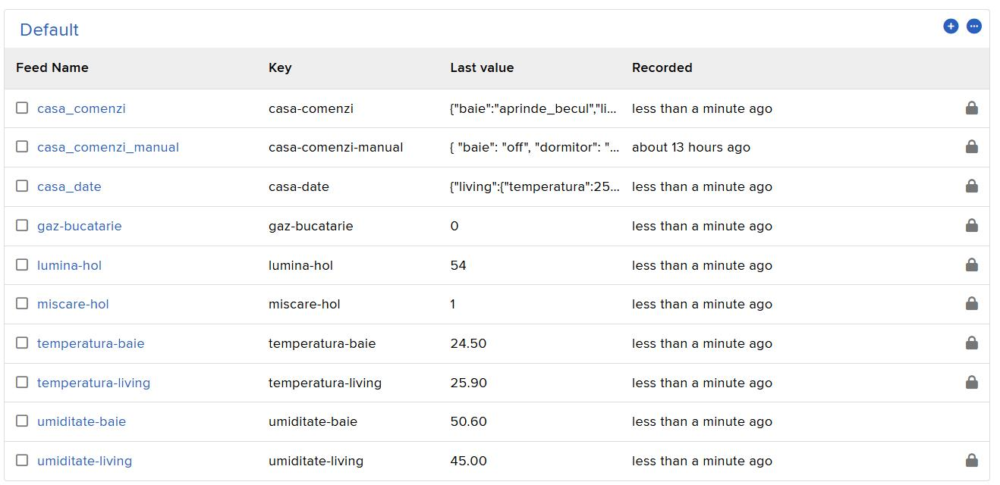 Default
Feed Name Key Last value Recorded
casa_comenzi casa-comenzi {"baie":"aprinde_becul","li... less than a minute ago
casa_comenzi_manual casa-comenzi-manual { "baie": "off", "dormitor": "... about 13 hours ago
casa_date casa-date {"living":{"temperatura":25... less than a minute ago
gaz-bucatarie gaz-bucatarie 0 less than a minute ago
lumina-hol lumina-hol 54 less than a minute ago
miscare-hol miscare-hol 1 less than a minute ago
temperatura-baie temperatura-baie 24.50 less than a minute ago
temperatura-living temperatura-living 25.90 less than a minute ago
umiditate-baie umiditate-baie 50.60 less than a minute ago
umiditate-living umiditate-living 45.00 less than a minute ago